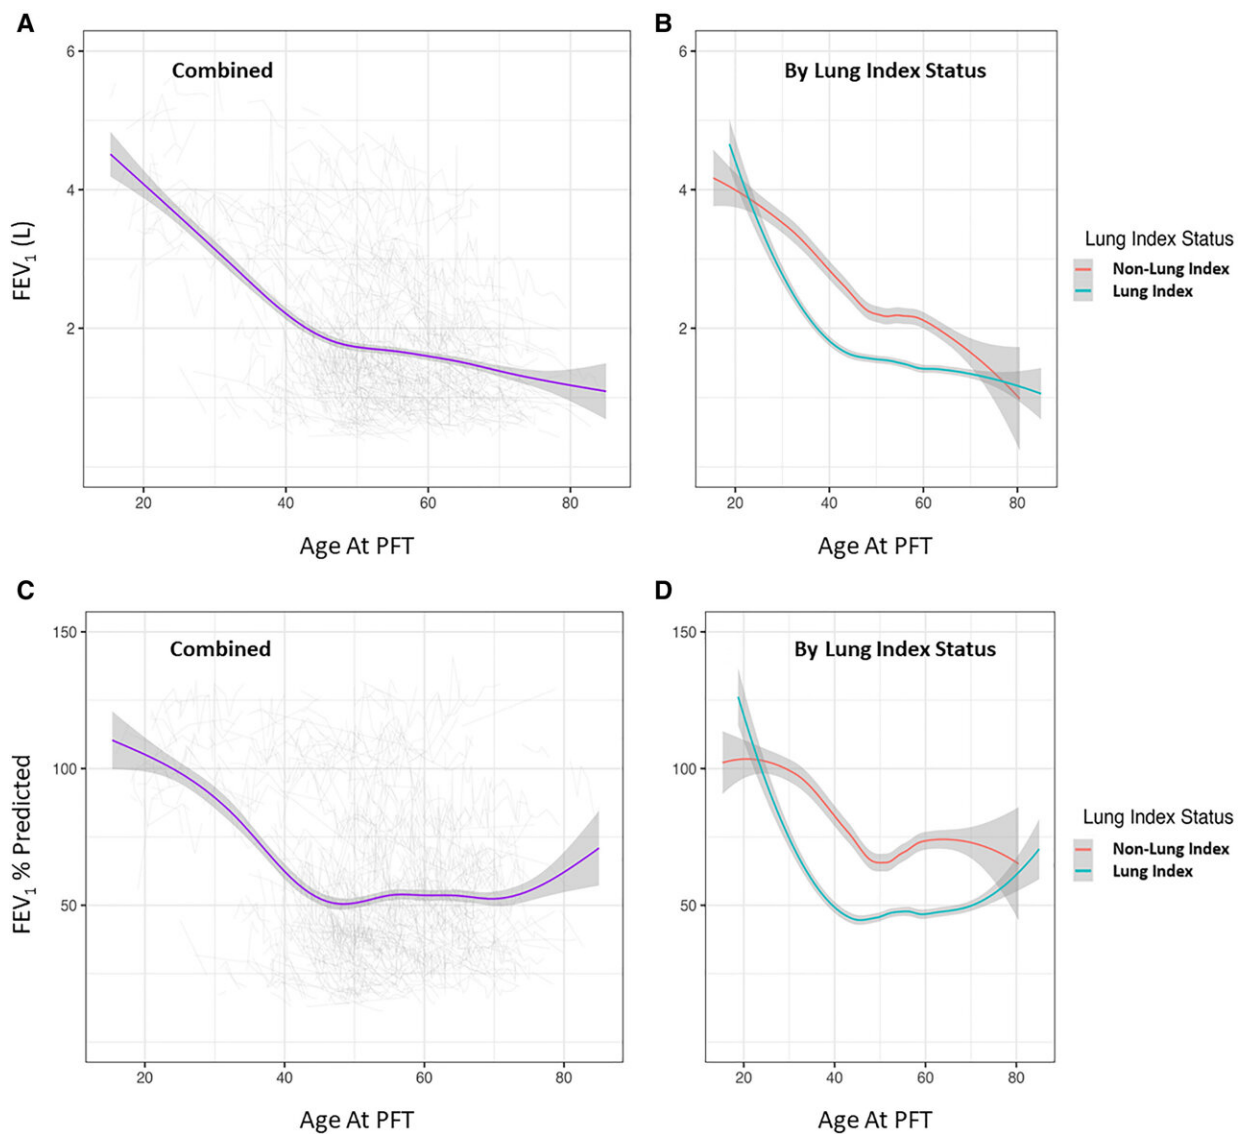 A
Combined
FEV₁ (L)
6
4
2
20 40 60 80
Age At PFT
B
By Lung Index Status
6
4
2
20 40 60 80
Age At PFT
Lung Index Status
Non-Lung Index
Lung Index
C
Combined
FEV₁ % Predicted
150
100
50
20 40 60 80
Age At PFT
D
By Lung Index Status
150
100
50
20 40 60 80
Age At PFT
Lung Index Status
Non-Lung Index
Lung Index